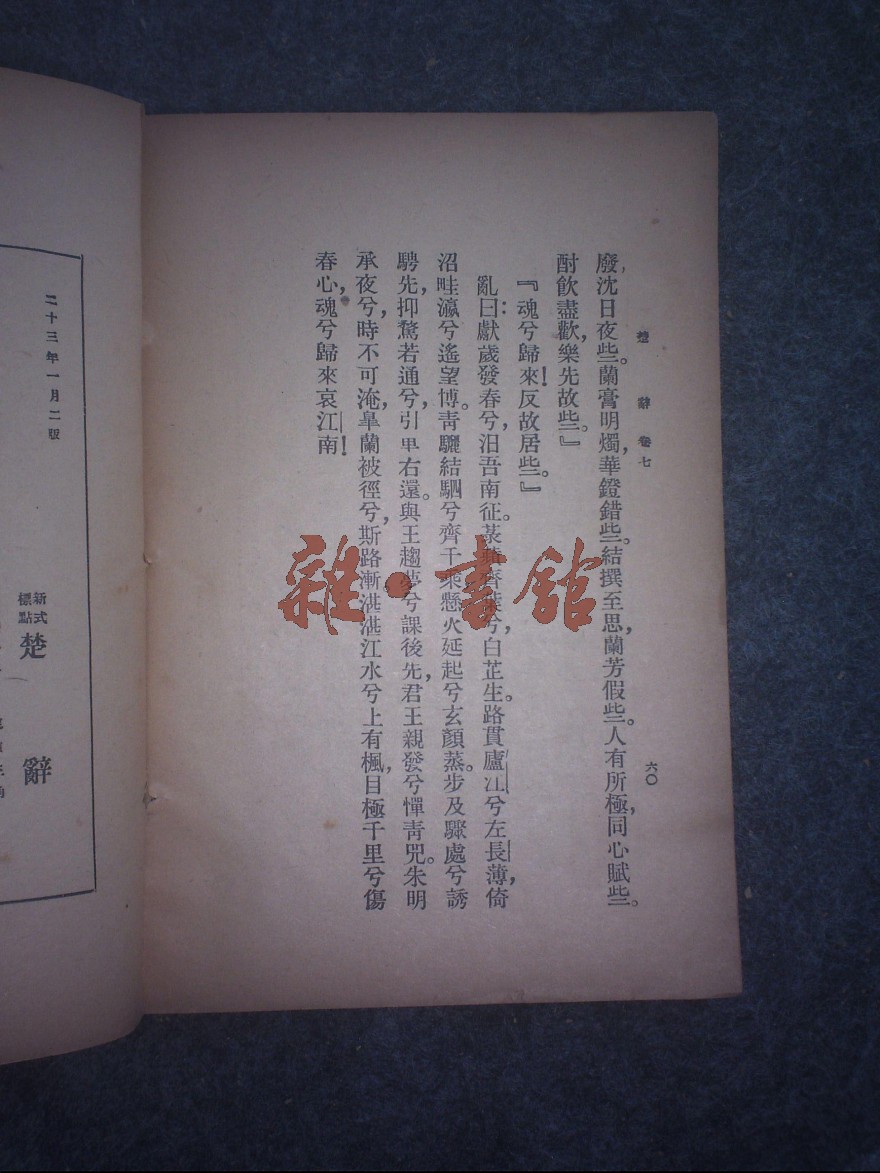 楚辭卷七
六〇
廢，沈日夜些。蘭膏明燭，華鐙錯些。結撰至思，蘭芳假些。人有所極，同心賦些。
酎飲盡歡，樂先故些。』
『魂兮歸來！反故居些。』
亂曰：獻歲發春兮，汨吾南征。菉蘋齊葉兮，白芷生。路貫廬江兮左長薄，倚
沼畦瀛兮遙望博。青驪結駟兮齊千乘，懸火延起兮玄顏蒸。步及驟處兮誘
騁先，抑騖若通兮，引車右還。與王趨夢兮課後先，君王親發兮憚青兕。朱明
承夜兮，時不可淹，皋蘭被徑兮，斯路漸，湛湛江水兮上有楓，目極千里兮傷
春心，魂兮歸來哀江南！
二十三年一月二版
新式標點
楚辭
雜·書館